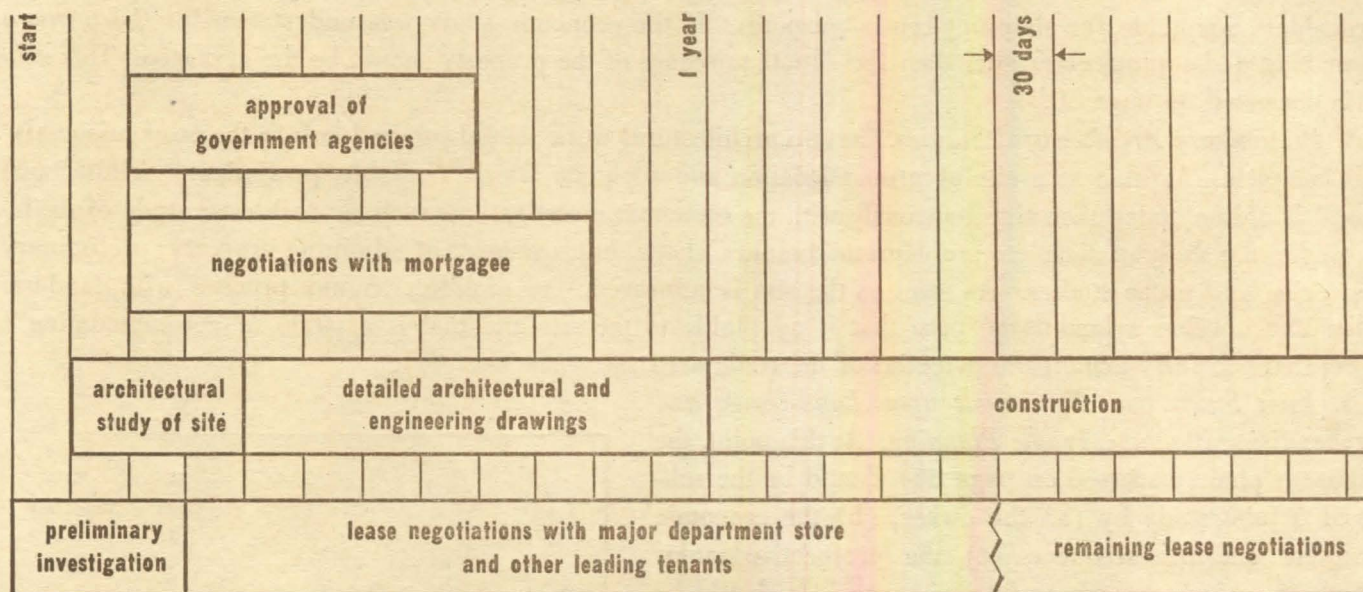 start
1 year
30 days
approval of
government agencies
negotiations with mortgagee
architectural
study of site
detailed architectural and
engineering drawings
construction
preliminary
investigation
lease negotiations with major department store
and other leading tenants
remaining lease negotiations